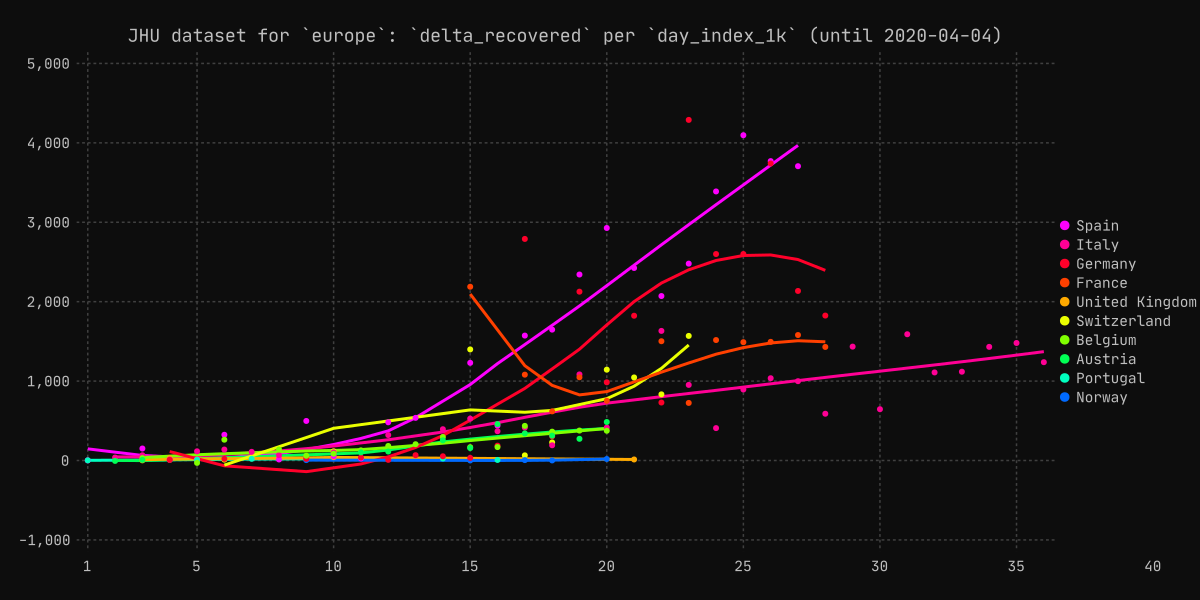 JHU dataset for `europe`: `delta_recovered` per `day_index_1k` (until 2020-04-04)
5,000
4,000
3,000
2,000
1,000
0
-1,000
1 5 10 15 20 25 30 35 40
Spain
Italy
Germany
France
United Kingdom
Switzerland
Belgium
Austria
Portugal
Norway